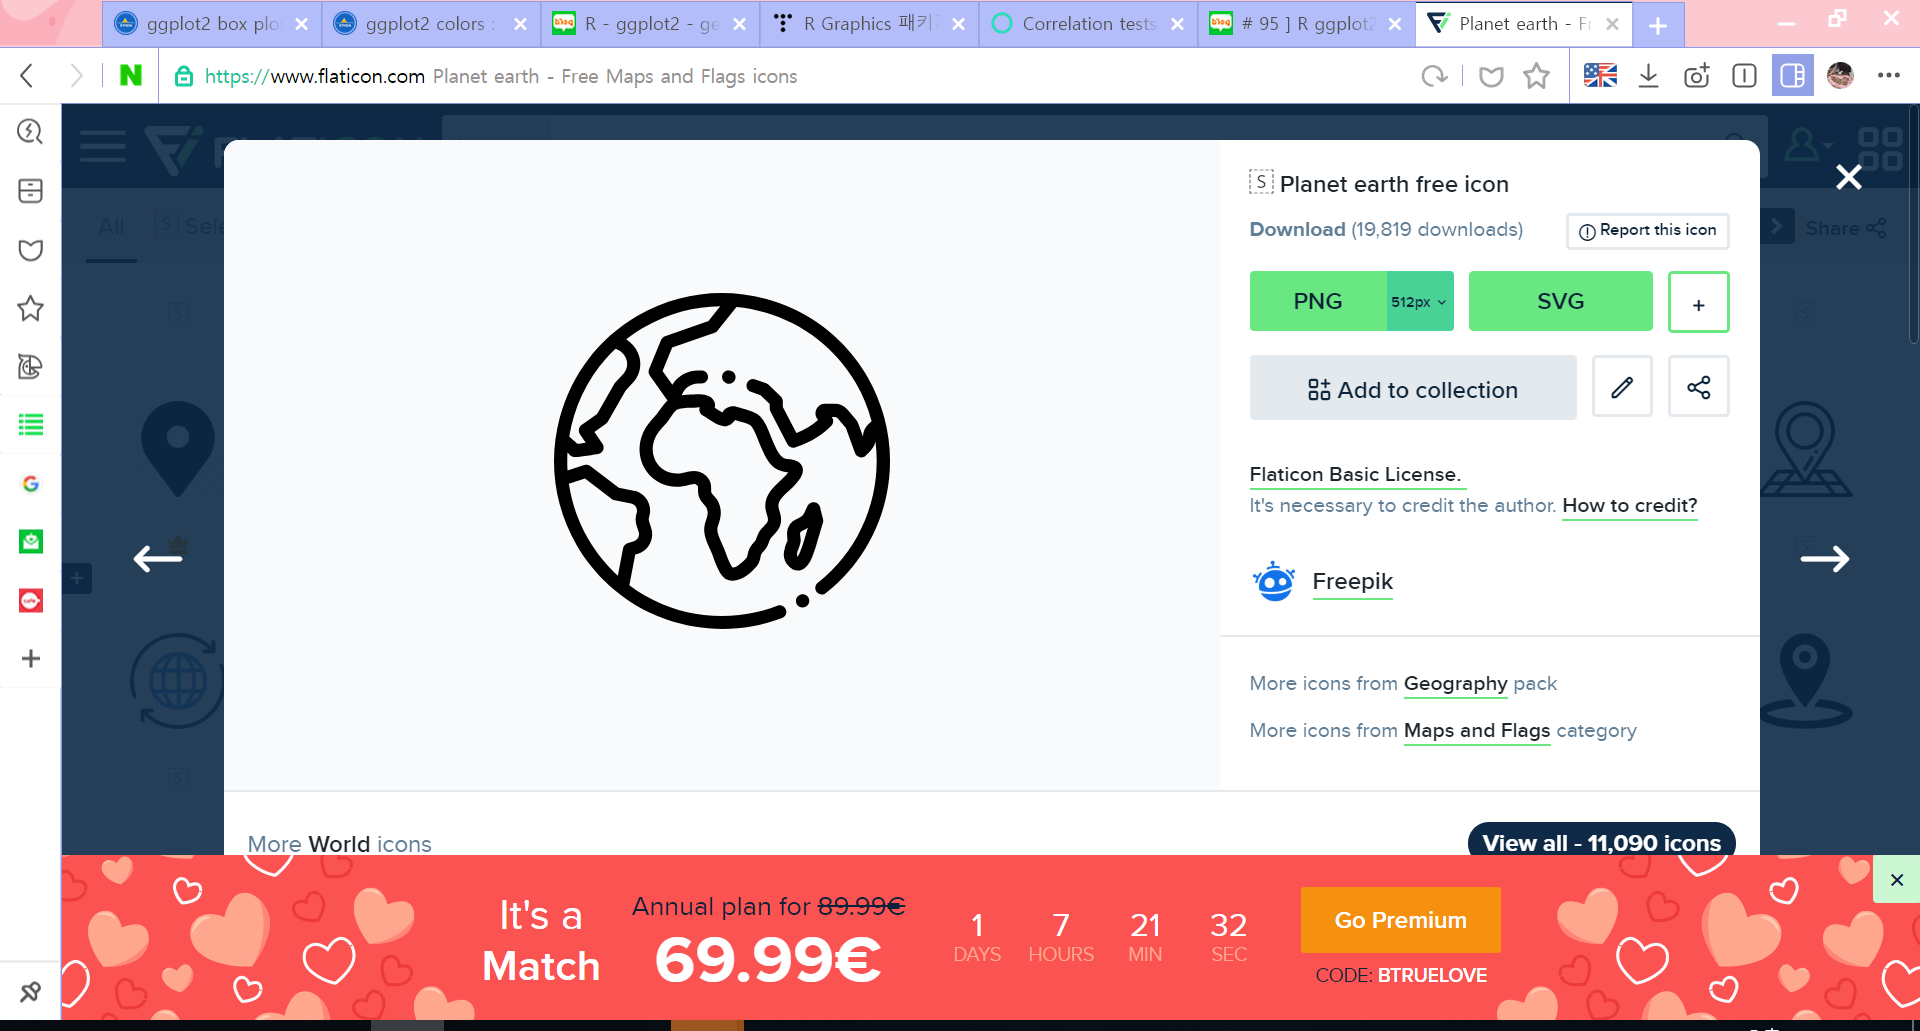 ggplot2 box plo
ggplot2 colors :
R - ggplot2 - ge
R Graphics 패키
Correlation tests
# 95 ] R ggplot2
Planet earth - Fr
https://www.flaticon.com Planet earth - Free Maps and Flags icons
All
Sele
Share
S Planet earth free icon
Download (19,819 downloads)
Report this icon
PNG
512px
SVG
+
Add to collection
Flaticon Basic License.
It's necessary to credit the author. How to credit?
Freepik
More icons from Geography pack
More icons from Maps and Flags category
More World icons
View all - 11,090 icons
It's a
Match
Annual plan for 89.99€
69.99€
1
DAYS
7
HOURS
21
MIN
32
SEC
Go Premium
CODE: BTRUELOVE